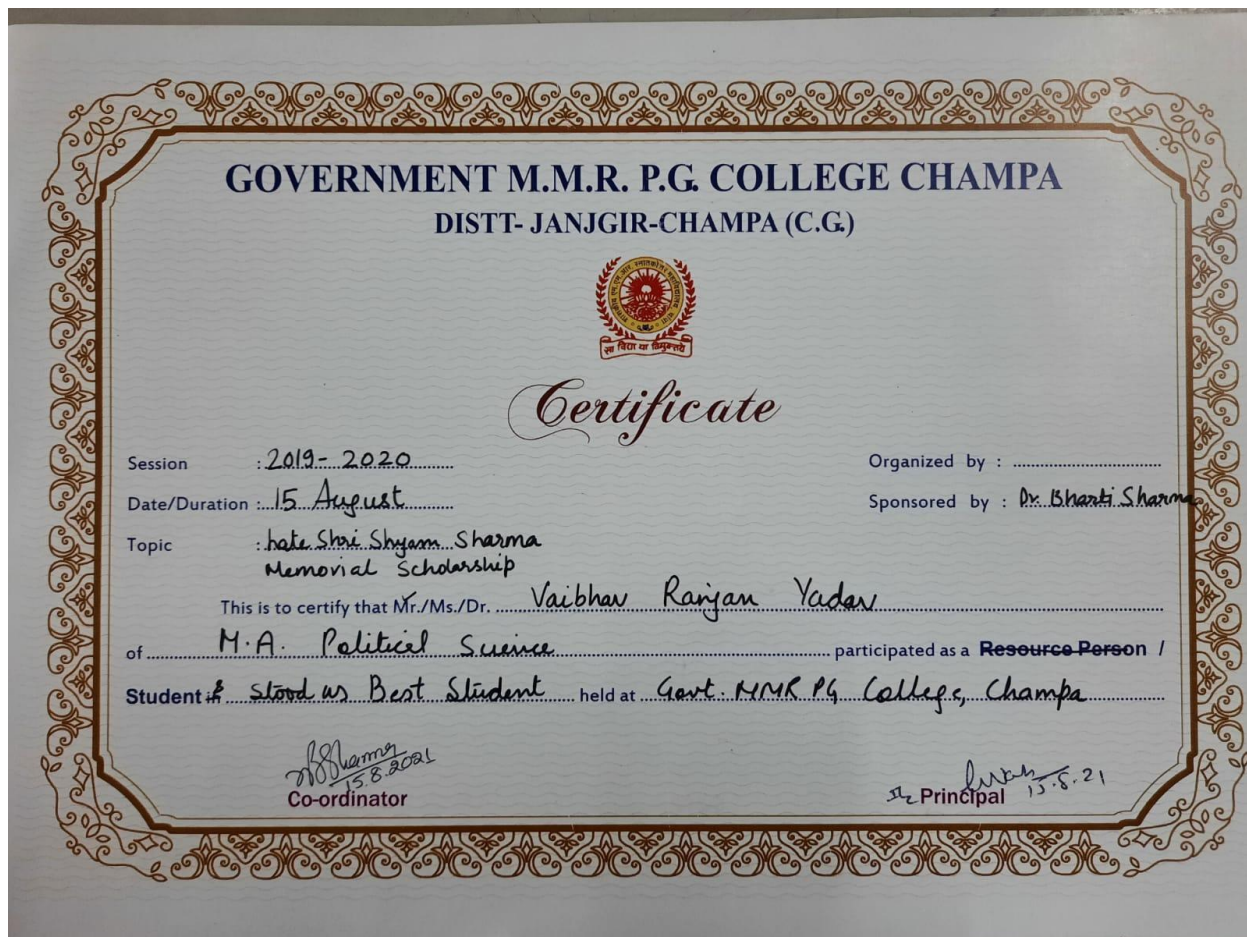 GOVERNMENT M.M.R. P.G. COLLEGE CHAMPA
DISTT- JANJGIR-CHAMPA (C.G.)
सा विद्या या विमुक्तये
Certificate
Session : 2019-2020
Organized by :
Date/Duration : 15 August
Sponsored by : Dr. Bharti Sharma
Topic : Late Shri Shyam Sharma
Memorial Scholarship
This is to certify that Mr./Ms./Dr. Vaibhav Ranjan Yadav
of M.A. Political Science participated as a Resource Person /
Student & stood as Best Student held at Govt. MMR PG College, Champa
BSharma
15.8.2021
15.8.21
Co-ordinator
Principal